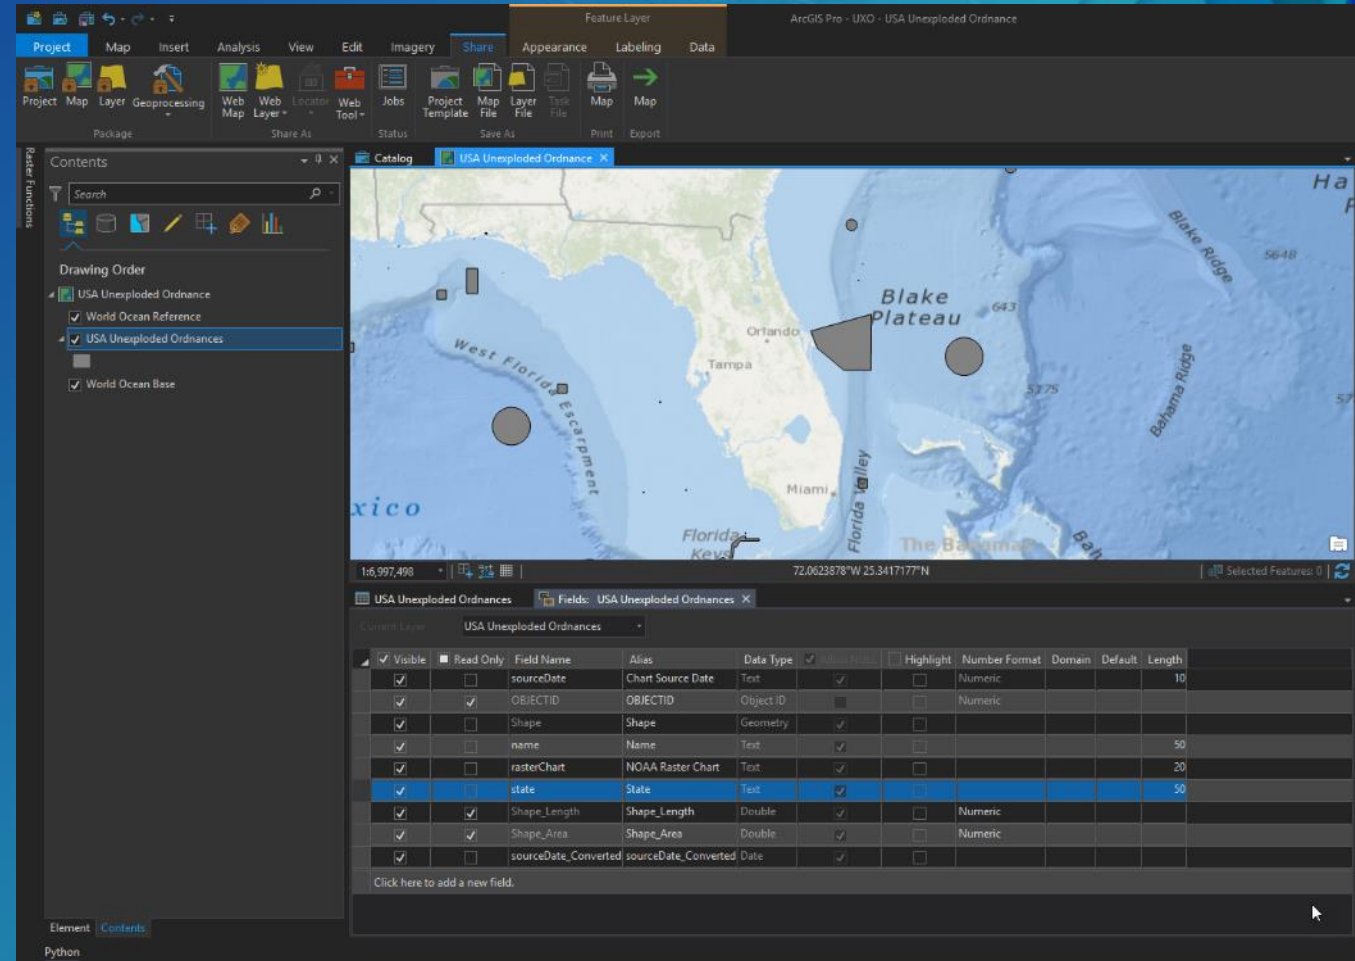 Feature Layer
ArcGIS Pro - UXO - USA Unexploded Ordnance
Project Map Insert Analysis View Edit Imagery Share Appearance Labeling Data
Project Map Layer Geoprocessing Web Map Web Layer Locator Web Tool Jobs Project Template Map File Layer File Task File Map Map
Package Share As Status Save As Print Export
Raster Functions
Contents
Catalog USA Unexploded Ordnance
Search
Drawing Order
USA Unexploded Ordnance
World Ocean Reference
USA Unexploded Ordnances
World Ocean Base
Ha
Blake Ridge
5648
Blake Plateau
643
Orlando
Tampa
West Florida Escarpment
5175
Bahama Ridge
57
Miami
Florida Valley
xico
Florida Keys
The Bahamas
Bah
1:6,997,498
72.0623878°W 25.3417177°N
Selected Features: 0
USA Unexploded Ordnances Fields: USA Unexploded Ordnances
Current Layer USA Unexploded Ordnances
Visible Read Only Field Name Alias Data Type Allow NULL Highlight Number Format Domain Default Length
sourceDate Chart Source Date Text Numeric 10
OBJECTID OBJECTID Object ID Numeric
Shape Shape Geometry
name Name Text 50
rasterChart NOAA Raster Chart Text 20
state State Text 50
Shape_Length Shape_Length Double Numeric
Shape_Area Shape_Area Double Numeric
sourceDate_Converted sourceDate_Converted Date
Click here to add a new field.
Element Contents
Python